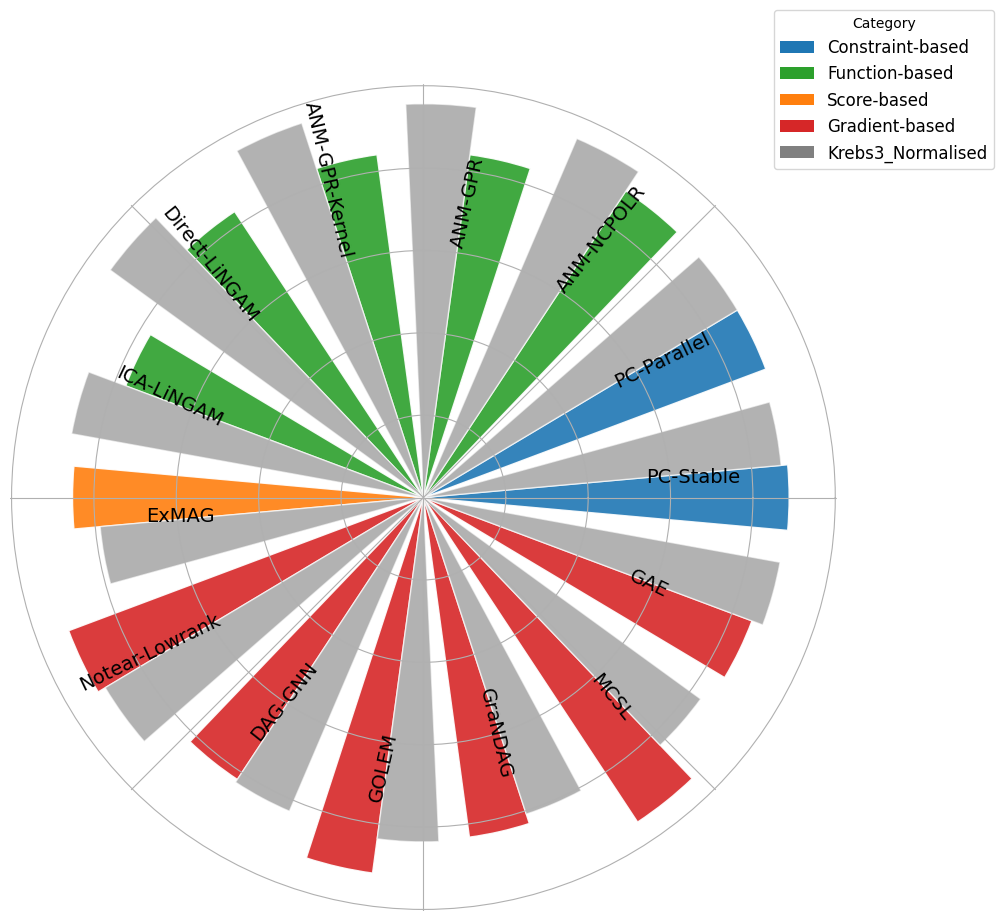 Category
Constraint-based
Function-based
Score-based
Gradient-based
Krebs3_Normalised
ANM-GPR-Kernel
ANM-GPR
ANM-NCPOLR
Direct-LiNGAM
PC-Parallel
ICA-LiNGAM
PC-Stable
ExMAG
GAE
Notear-Lowrank
DAG-GNN
MCSL
GraNDAG
GOLEM